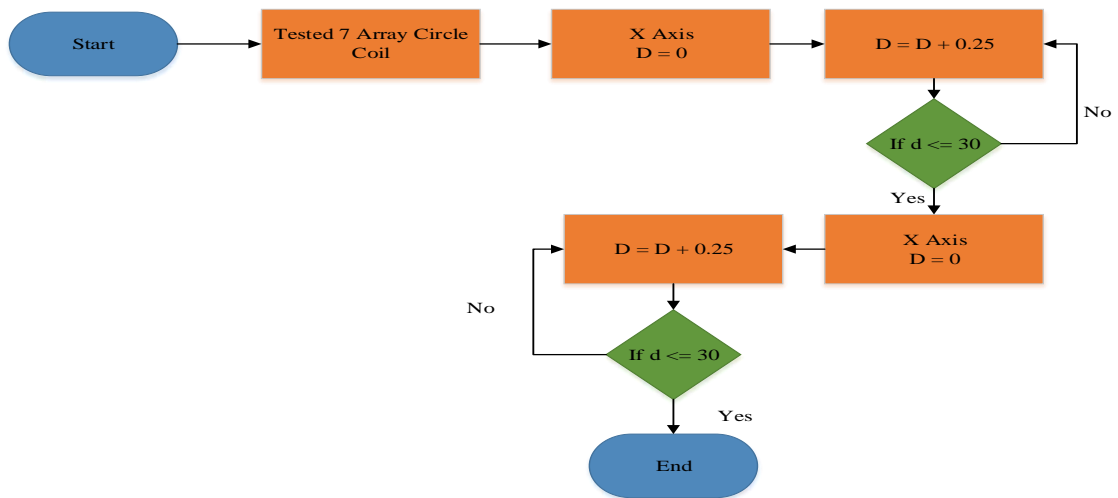 Start
Tested 7 Array Circle
Coil
X Axis
D = 0
D = D + 0.25
No
If d <= 30
Yes
X Axis
D = 0
D = D + 0.25
No
If d <= 30
Yes
End